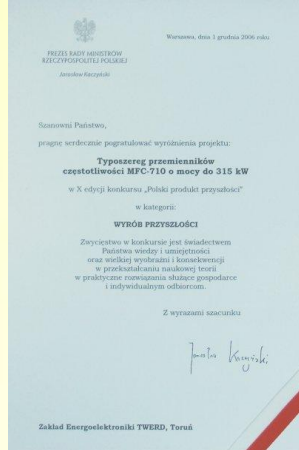 PREZES RADY MINISTRÓW
RZECZYPOSPOLITEJ POLSKIEJ
Jarosław Kaczyński
Warszawa, dnia 1 grudnia 2006 roku
Szanowni Państwo,
pragnę serdecznie pogratulować wyróżnienia projektu:
Typoszereg przemienników
częstotliwości MFC-710 o mocy do 315 kW
w X edycji konkursu „Polski produkt przyszłości”
w kategorii:
WYRÓB PRZYSZŁOŚCI
Zwycięstwo w konkursie jest świadectwem
Państwa wiedzy i umiejętności
oraz wielkiej wyobraźni i konsekwencji
w przekształcaniu naukowej teorii
w praktyczne rozwiązania służące gospodarce
i indywidualnym odbiorcom.
Z wyrazami szacunku
Jarosław Kaczyński
Zakład Energoelektroniki TWERD, Toruń